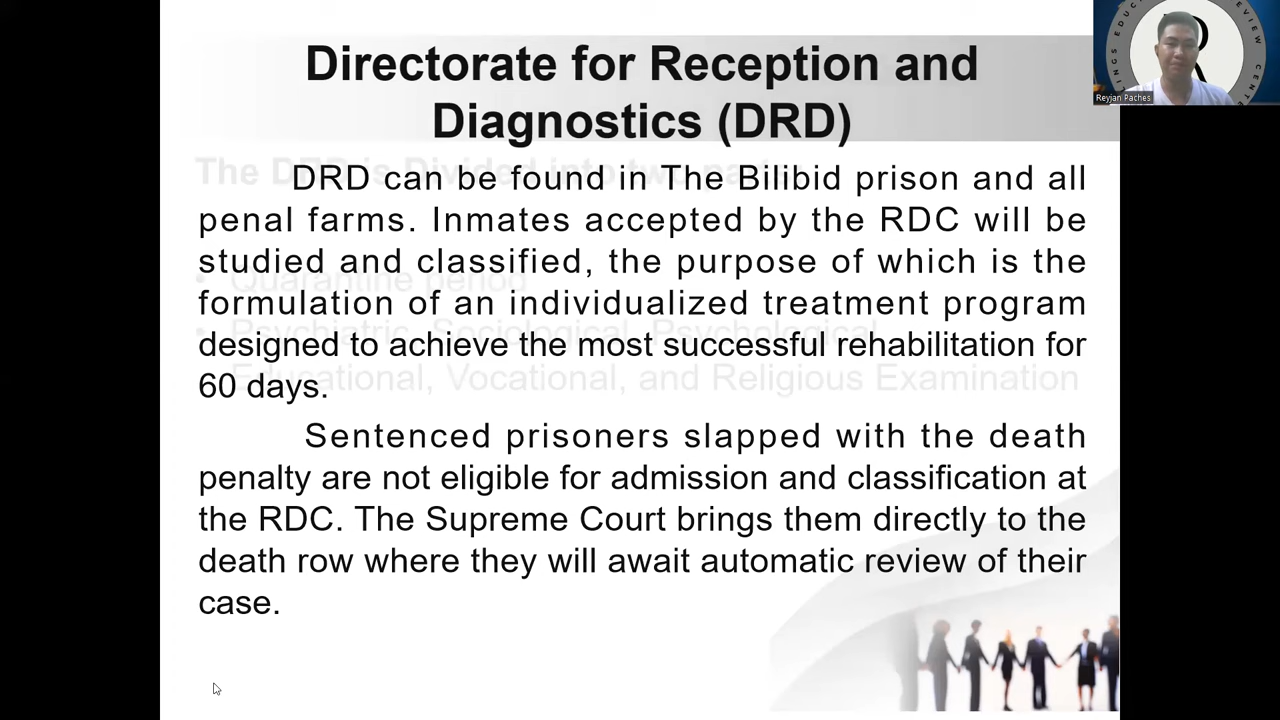 Directorate for Reception and
Diagnostics (DRD)
The DRD is Divided into two
DRD can be found in The Bilibid prison and all
penal farms. Inmates accepted by the RDC will be
studied and classified, the purpose of which is the
formulation of an individualized treatment program
designed to achieve the most successful rehabilitation for
60 days.
• Quarantine period
• Psychiatric, Sociological, Psychological,
Educational, Vocational, and Religious Examination
Sentenced prisoners slapped with the death
penalty are not eligible for admission and classification at
the RDC. The Supreme Court brings them directly to the
death row where they will await automatic review of their
case.
EDUC
REVIEW
CENTE
LINGS
R
Reyjan Paches